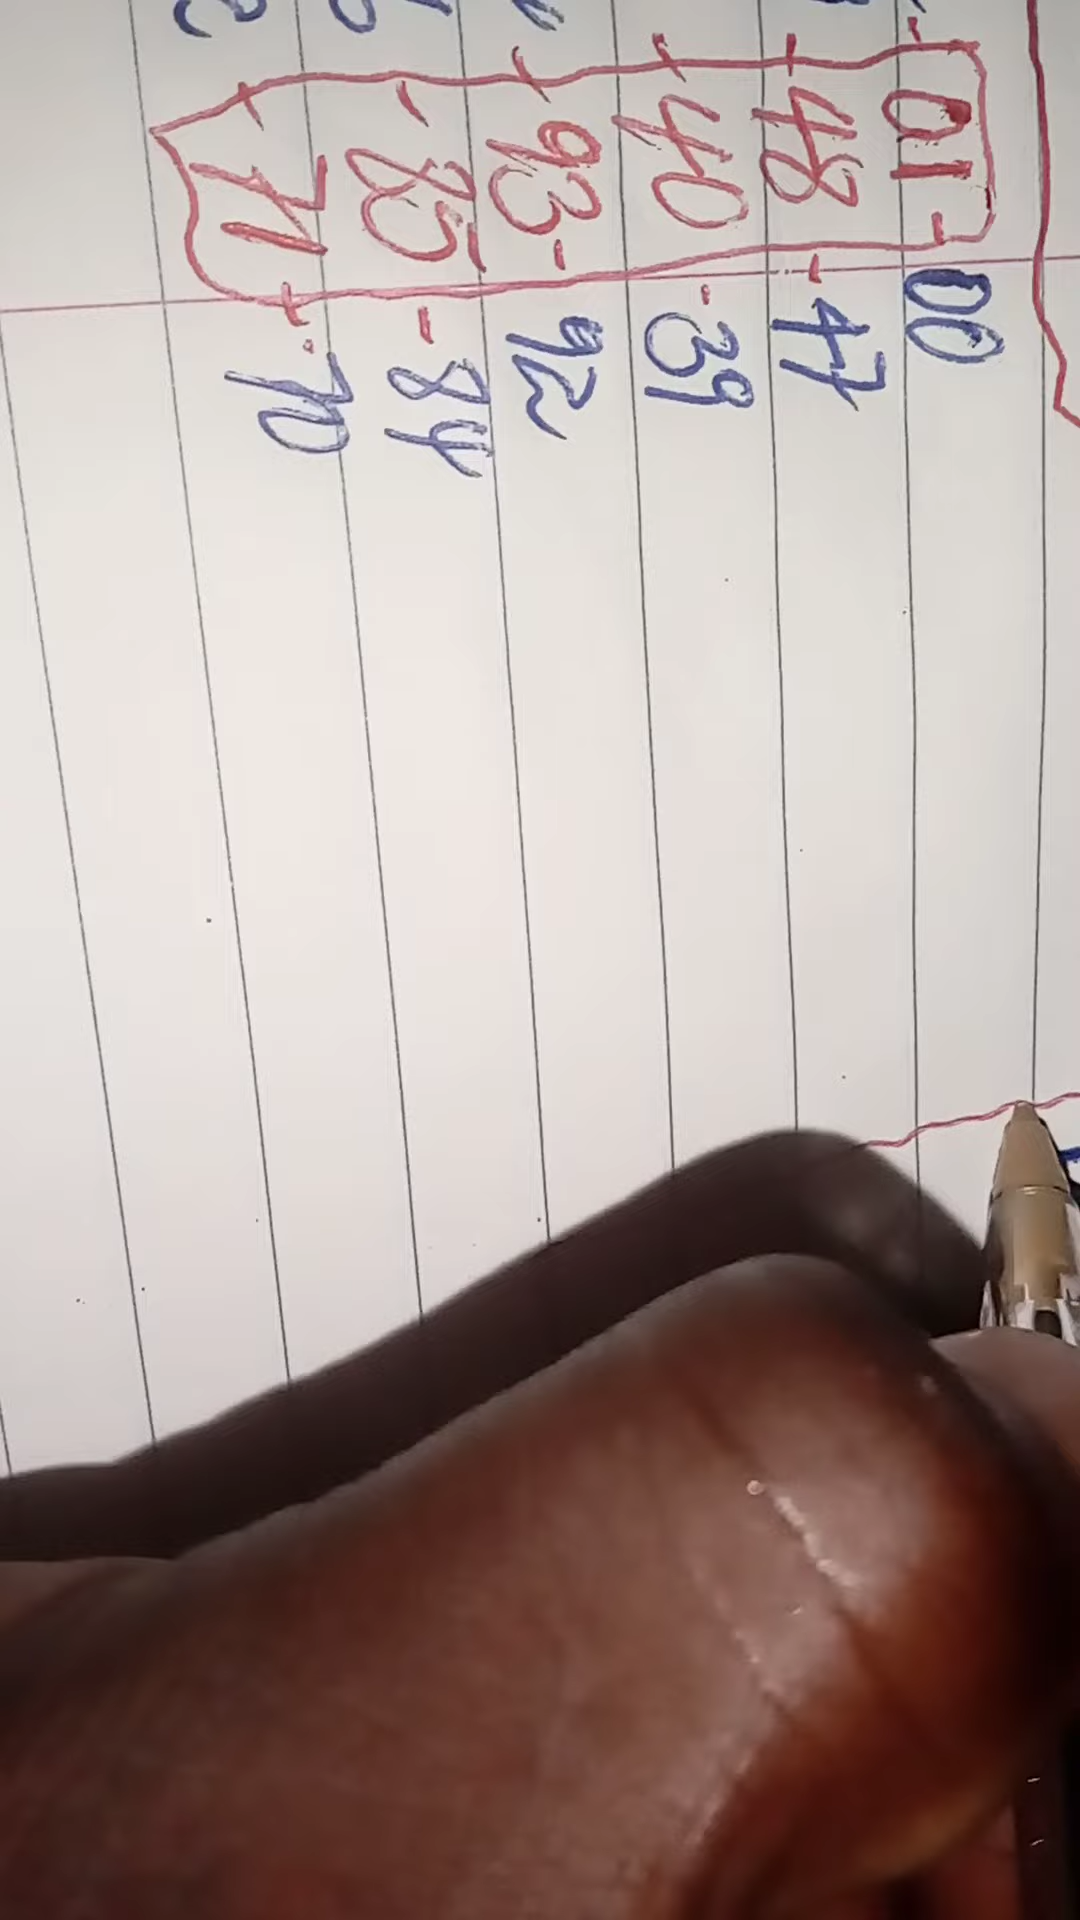 - 01 - 00
- 48 - 47
- 40 - 39
- 93 - 92
- 85 - 84
- 71 - 70